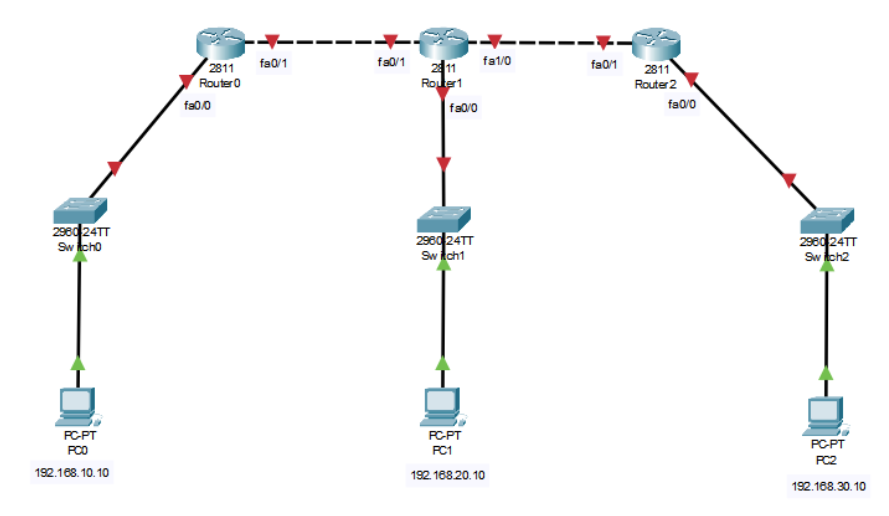 2811
Router0
fa0/1
fa0/1
2811
Router1
fa1/0
fa0/1
2811
Router2
fa0/0
fa0/0
fa0/0
2960-24TT
Switch0
2960-24TT
Switch1
2960-24TT
Switch2
PC-PT
PC0
192.168.10.10
PC-PT
PC1
192.168.20.10
PC-PT
PC2
192.168.30.10